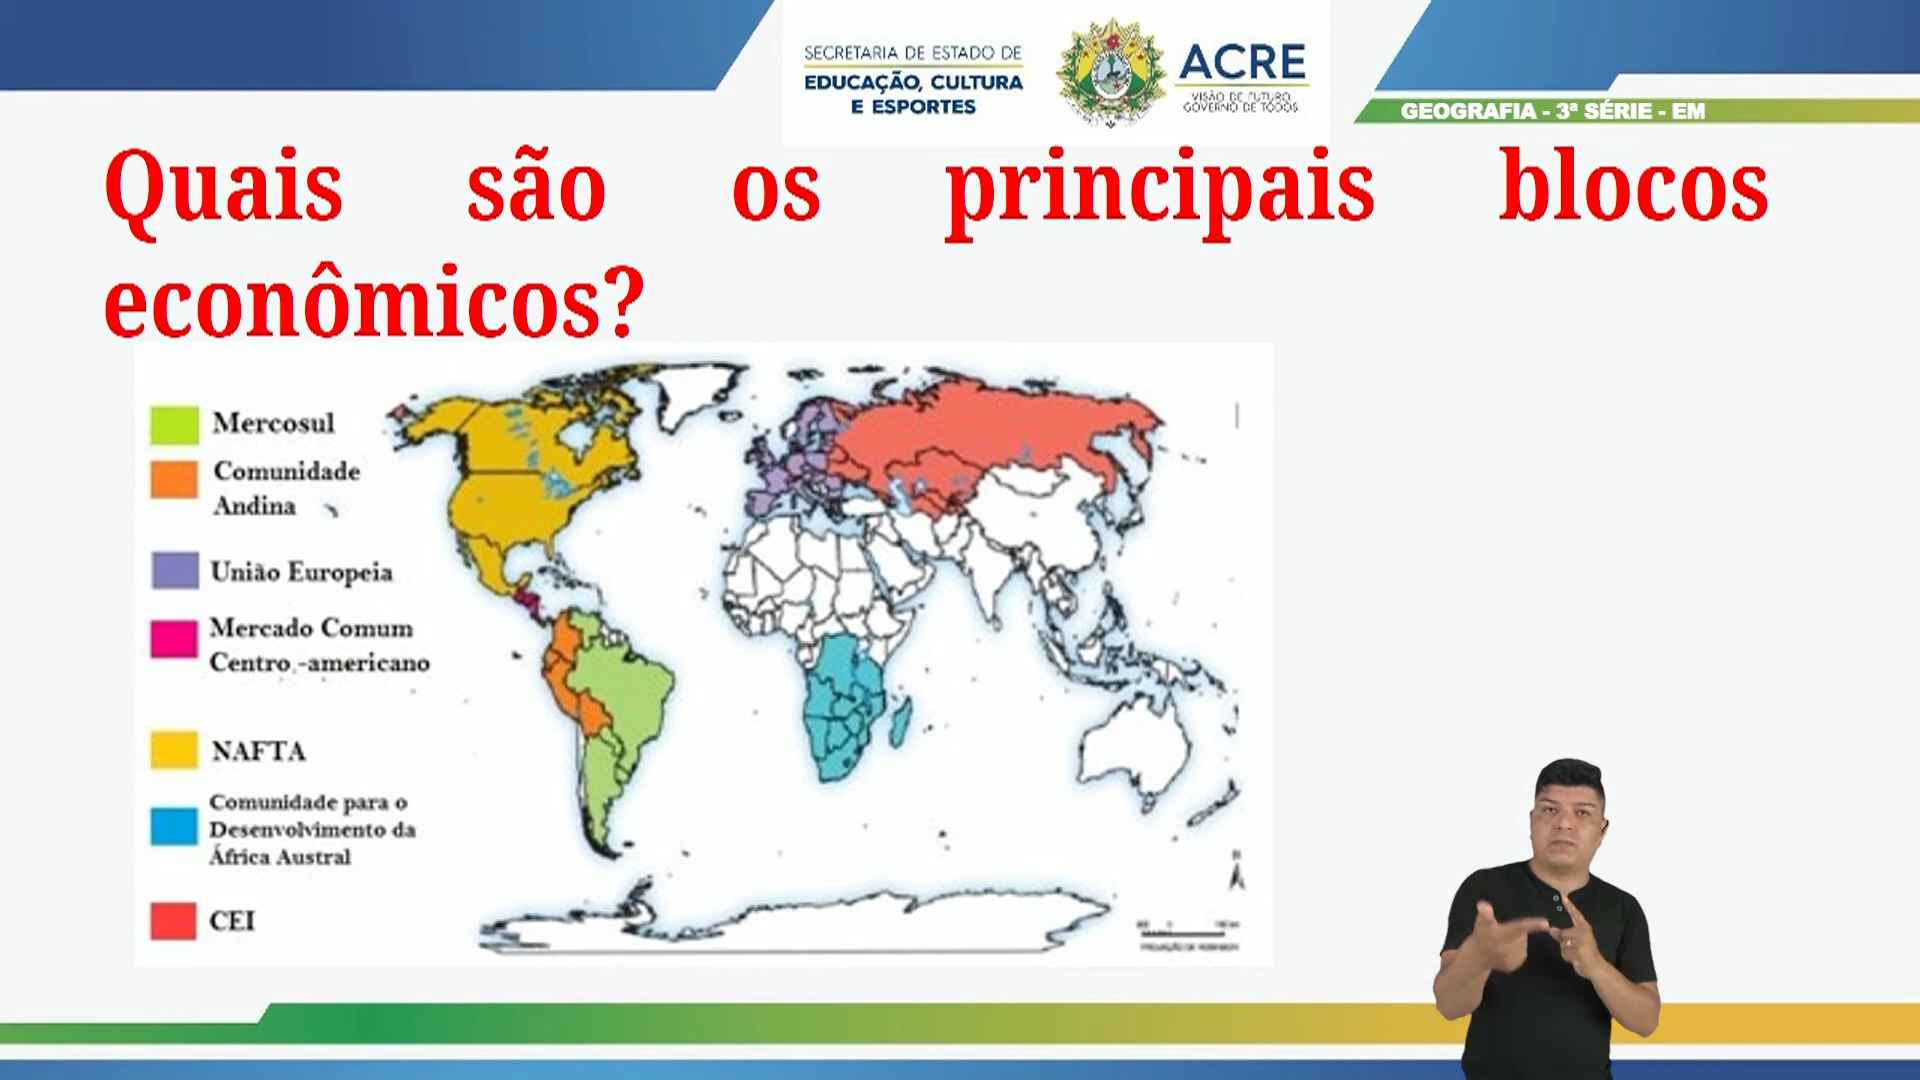 SECRETARIA DE ESTADO DE
EDUCAÇÃO, CULTURA
E ESPORTES
ACRE
VISÃO DE FUTURO,
GOVERNO DE TODOS
GEOGRAFIA - 3ª SÉRIE - EM
Quais são os principais blocos
econômicos?
Mercosul
Comunidade
Andina
União Europeia
Mercado Comum
Centro -americano
NAFTA
Comunidade para o
Desenvolvimento da
África Austral
CEI